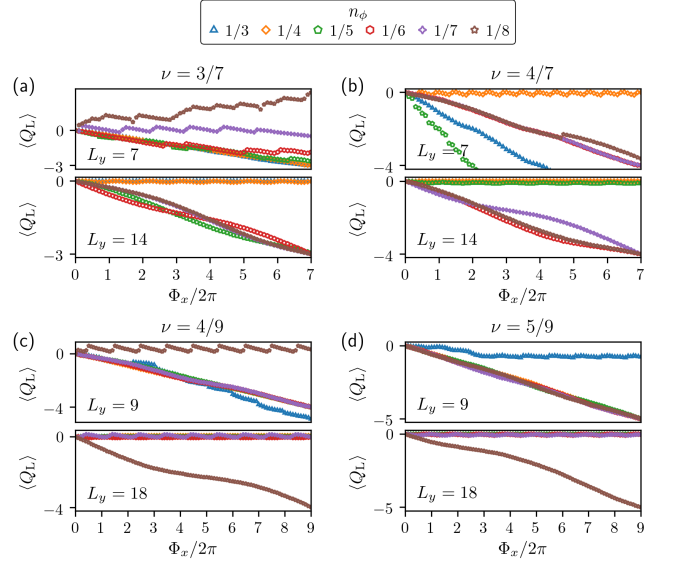 n_ϕ
1/3 1/4 1/5 1/6 1/7 1/8
(a) ν = 3/7
⟨Q_L⟩ 0 −3 L_y = 7
⟨Q_L⟩ 0 −3 L_y = 14
0 1 2 3 4 5 6 7
Φ_x/2π
(b) ν = 4/7
⟨Q_L⟩ 0 −4 L_y = 7
⟨Q_L⟩ 0 −4 L_y = 14
0 1 2 3 4 5 6 7
Φ_x/2π
(c) ν = 4/9
⟨Q_L⟩ 0 −4 L_y = 9
⟨Q_L⟩ 0 −4 L_y = 18
0 1 2 3 4 5 6 7 8 9
Φ_x/2π
(d) ν = 5/9
⟨Q_L⟩ 0 −5 L_y = 9
⟨Q_L⟩ 0 −5 L_y = 18
0 1 2 3 4 5 6 7 8 9
Φ_x/2π